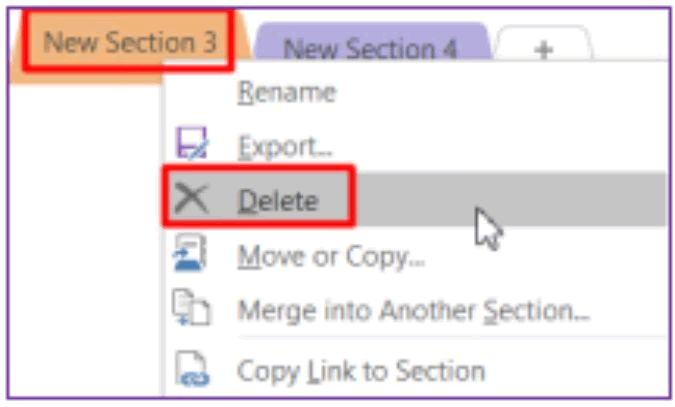 New Section 3
New Section 4
+
Rename
Export...
Delete
Move or Copy...
Merge into Another Section...
Copy Link to Section